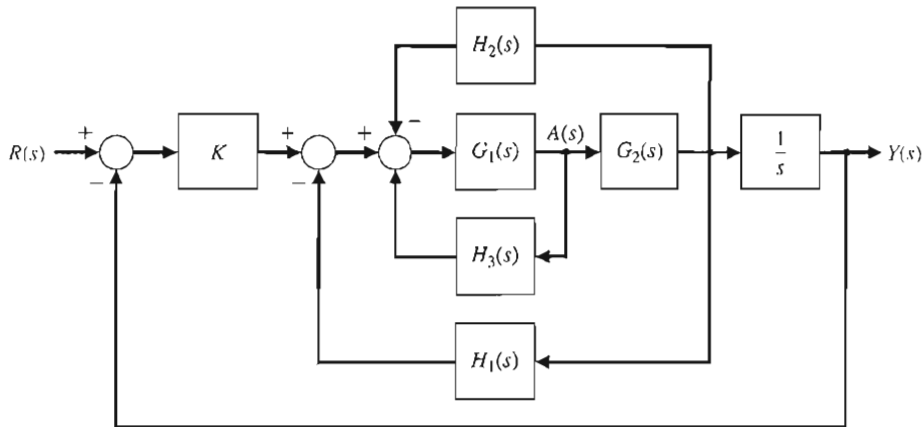 H₂(s)
R(s) + − K + − + − G₁(s) A(s) G₂(s) 1/s Y(s)
H₃(s)
H₁(s)